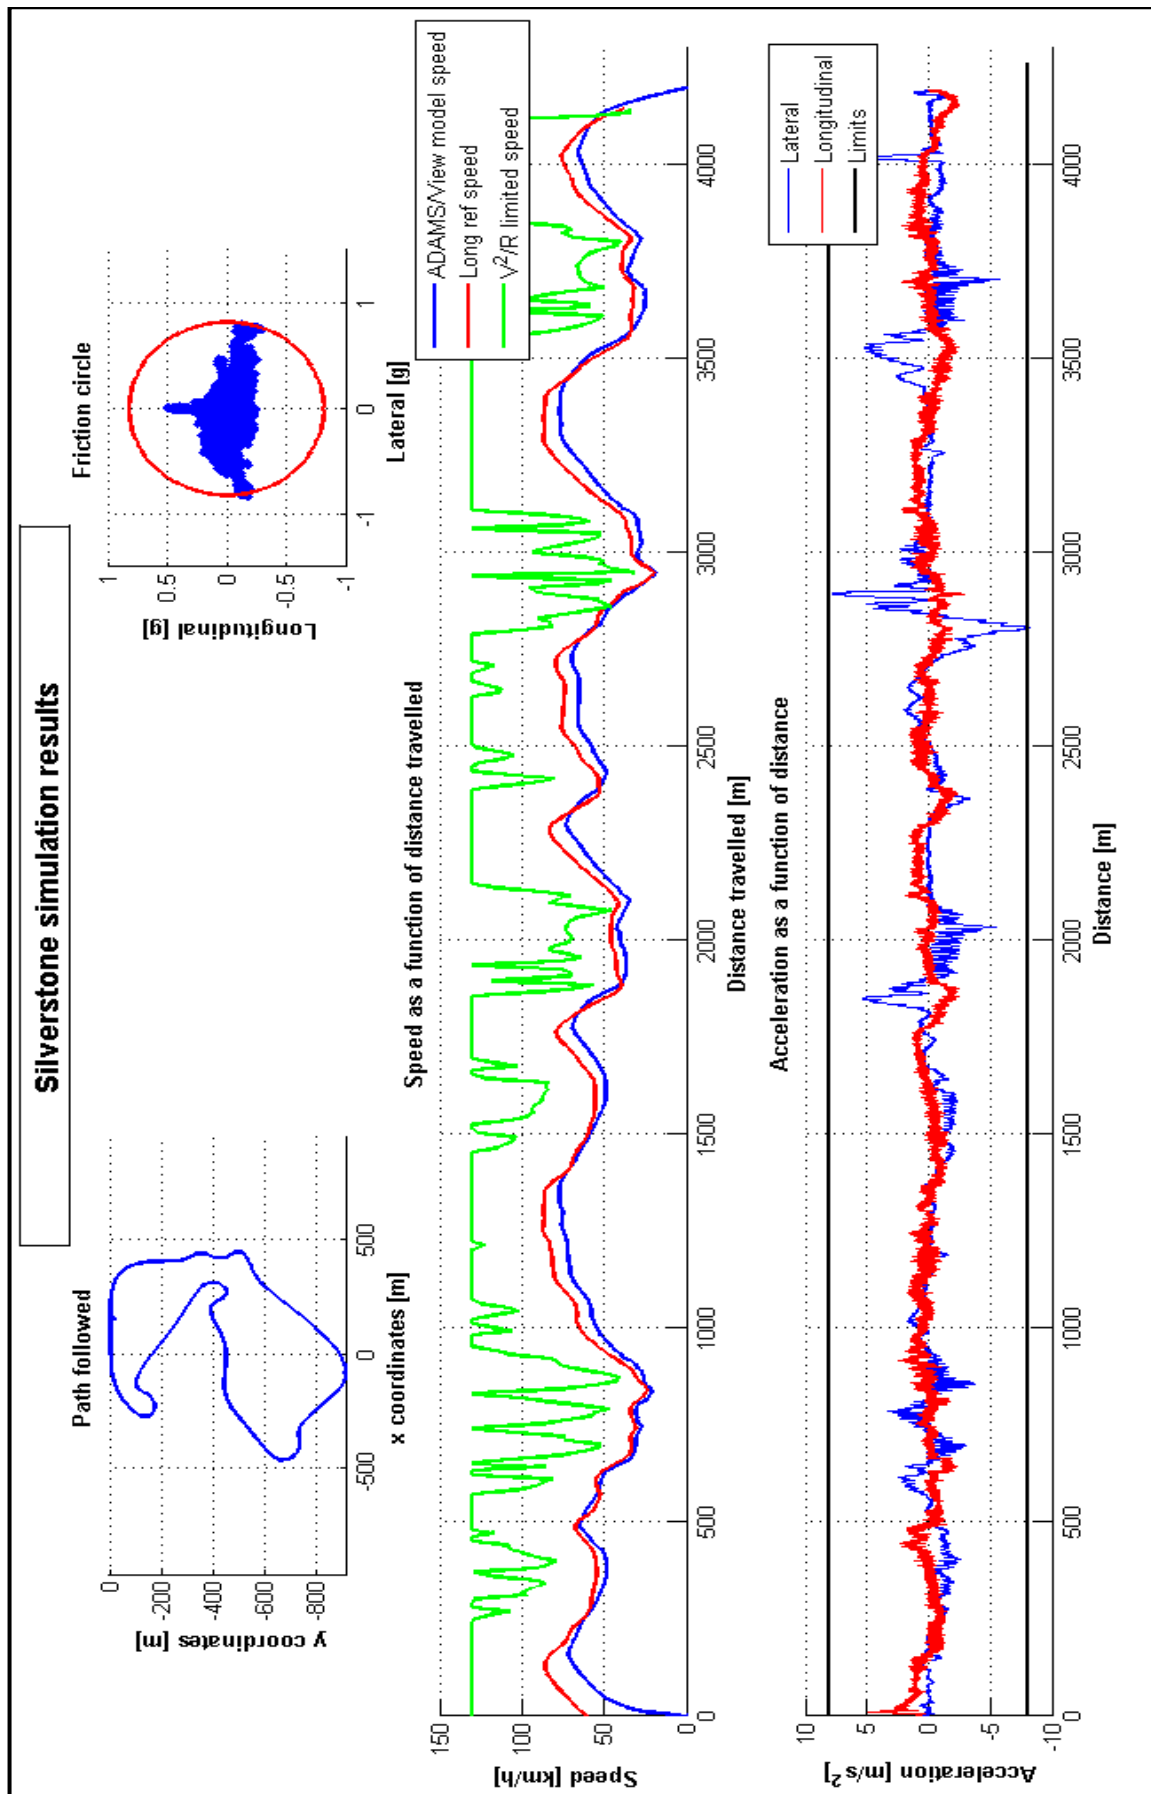 Silverstone simulation results
Path followed
y coordinates [m]
0
-200
-400
-600
-800
-500
0
500
x coordinates [m]
Friction circle
Longitudinal [g]
1
0.5
0
-0.5
-1
-1
0
1
Lateral [g]
Speed as a function of distance travelled
Speed [km/h]
150
100
50
0
0
500
1000
1500
2000
2500
3000
3500
4000
Distance travelled [m]
ADAMS/View model speed
Long ref speed
V²/R limited speed
Acceleration as a function of distance
Acceleration [m/s²]
10
5
0
-5
-10
0
500
1000
1500
2000
2500
3000
3500
4000
Distance [m]
Lateral
Longitudinal
Limits